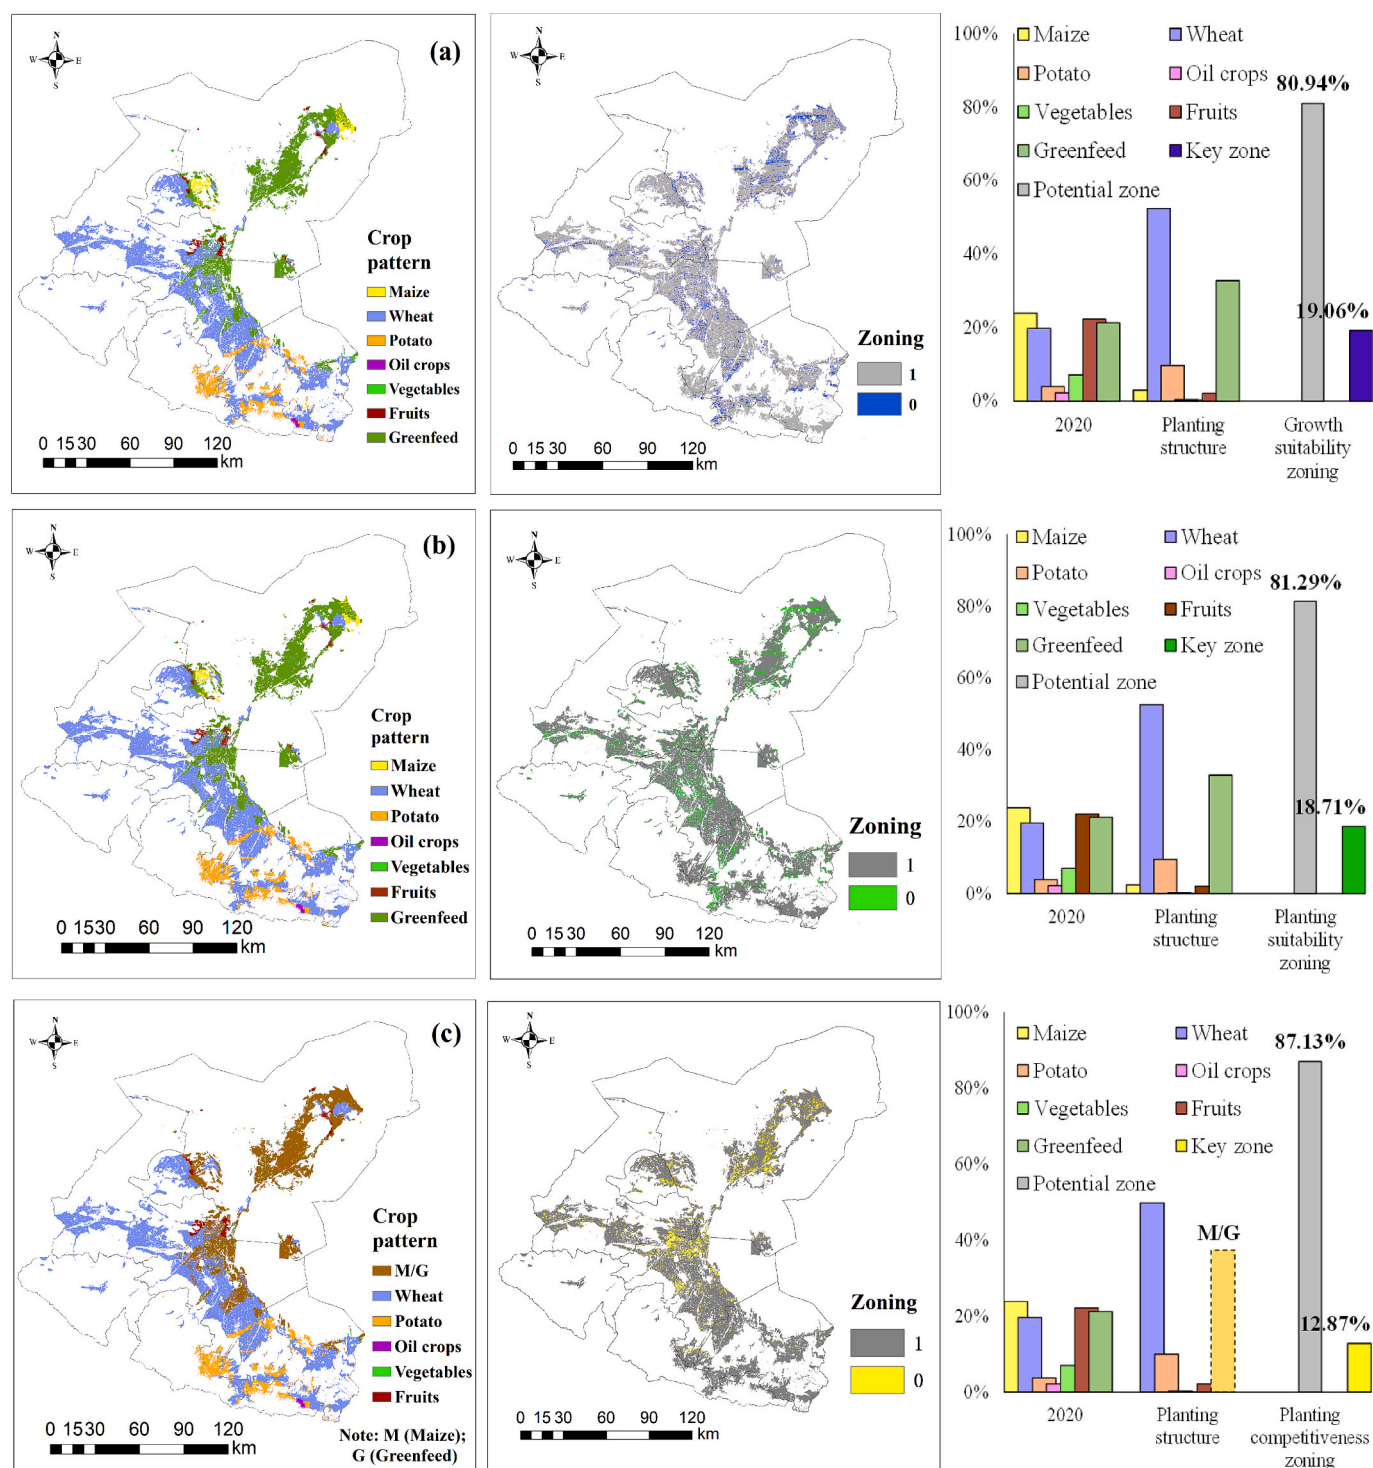 N
W E
S
(a)
Crop
pattern
Maize
Wheat
Potato
Oil crops
Vegetables
Fruits
Greenfeed
0 15 30 60 90 120
km
N
W E
S
Zoning
1
0
0 15 30 60 90 120
km
100%
80%
60%
40%
20%
0%
Maize Wheat
Potato Oil crops
Vegetables Fruits
Greenfeed Key zone
Potential zone
80.94%
19.06%
2020
Planting
structure
Growth
suitability
zoning
N
W E
S
(b)
Crop
pattern
Maize
Wheat
Potato
Oil crops
Vegetables
Fruits
Greenfeed
0 15 30 60 90 120
km
N
W E
S
Zoning
1
0
0 15 30 60 90 120
km
100%
80%
60%
40%
20%
0%
Maize Wheat
Potato Oil crops
Vegetables Fruits
Greenfeed Key zone
Potential zone
81.29%
18.71%
2020
Planting
structure
Planting
suitability
zoning
N
W E
S
(c)
Crop
pattern
M/G
Wheat
Potato
Oil crops
Vegetables
Fruits
0 15 30 60 90 120
km
Note: M (Maize);
G (Greenfeed)
N
W E
S
Zoning
1
0
0 15 30 60 90 120
km
100%
80%
60%
40%
20%
0%
Maize Wheat
Potato Oil crops
Vegetables Fruits
Greenfeed Key zone
Potential zone
87.13%
M/G
12.87%
2020
Planting
structure
Planting
competitiveness
zoning